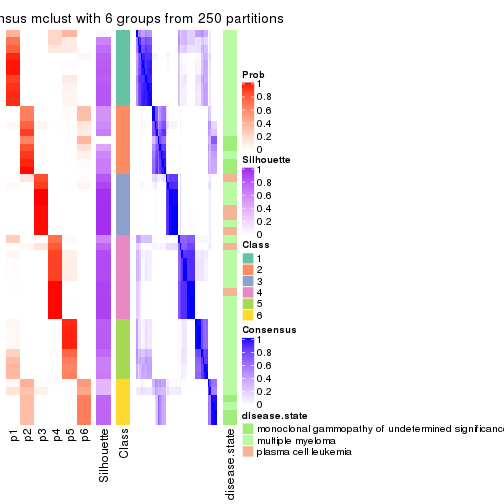 nsus mclust with 6 groups from 250 partitions
Prob
1
0.8
0.6
0.4
0.2
0
Silhouette
1
0.8
0.6
0.4
0.2
0
Class
1
2
3
4
5
6
Consensus
1
0.8
0.6
0.4
0.2
0
disease.state
monoclonal gammopathy of undetermined significance
multiple myeloma
plasma cell leukemia
p1
p2
p3
p4
p5
p6
Silhouette
Class
disease.state